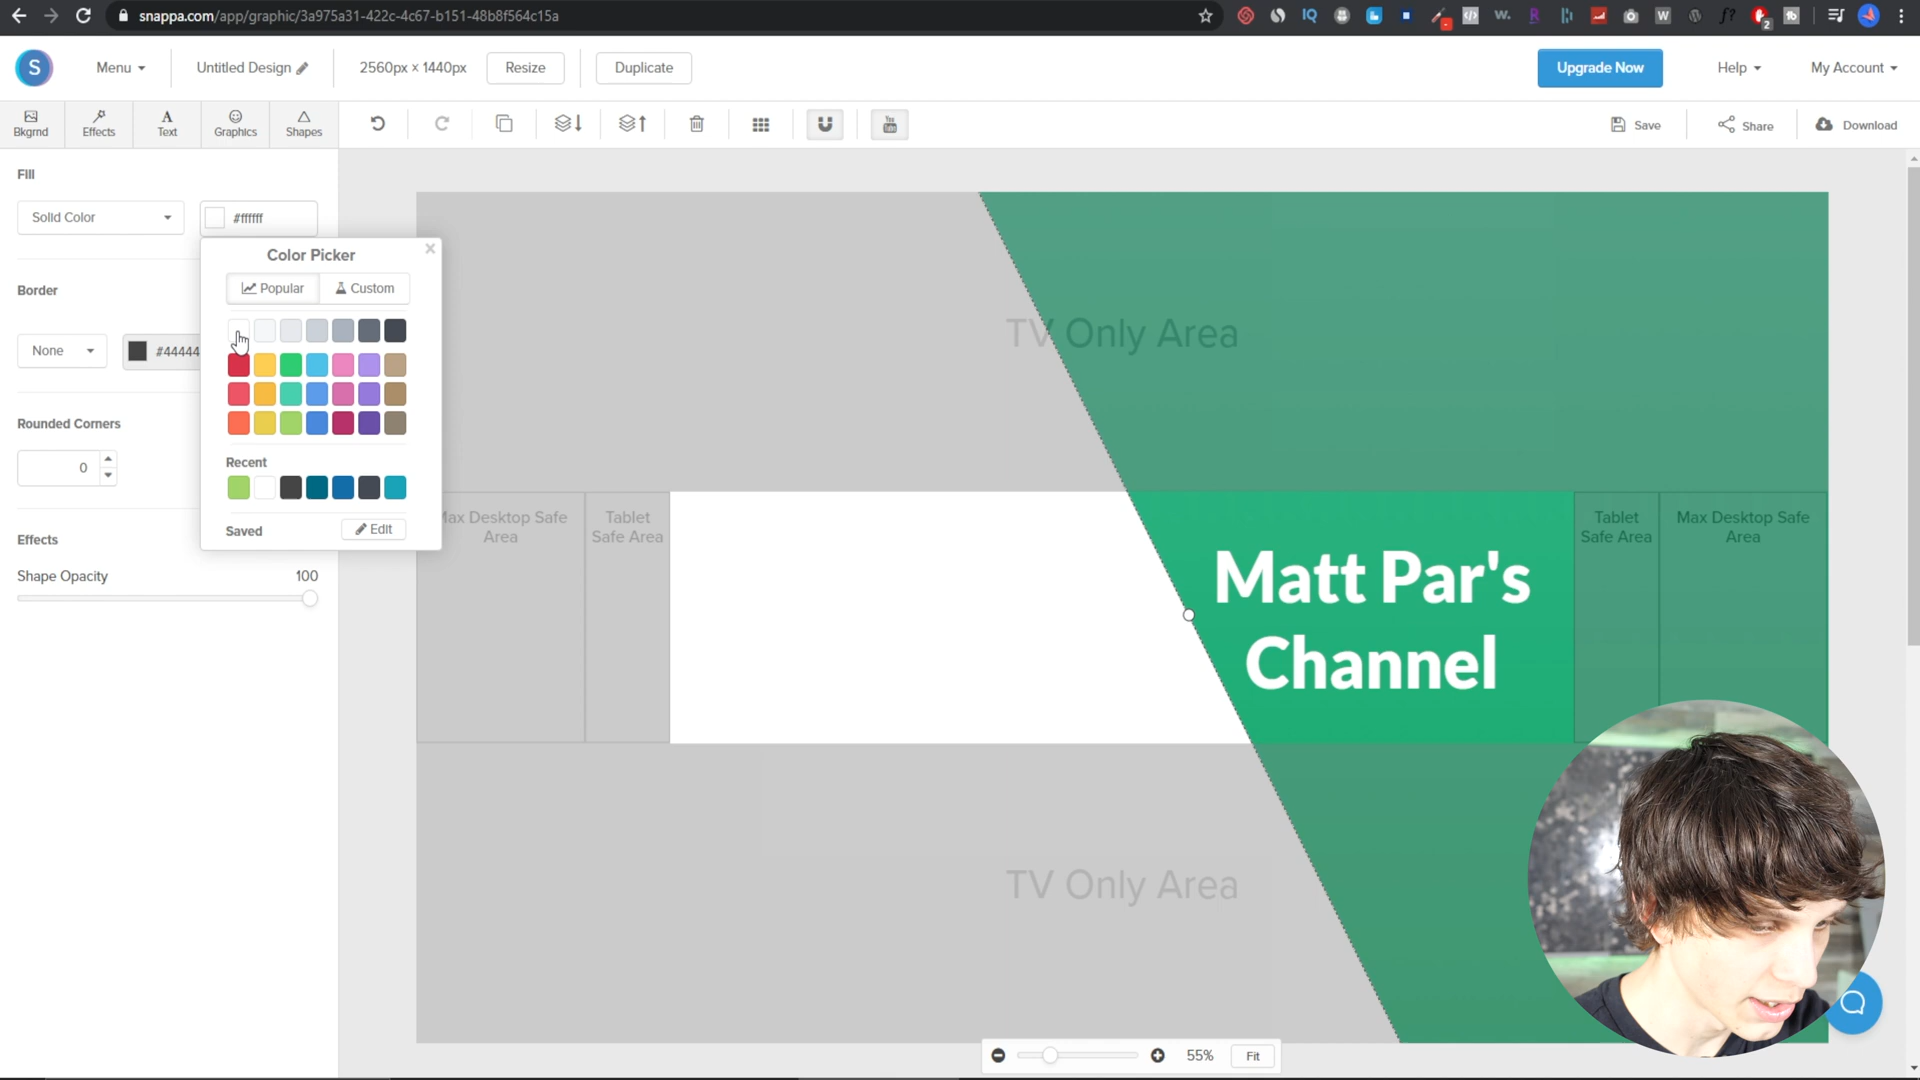 snappa.com/app/graphic/3a975a31-422c-4c67-b151-48b8f564c15a
S
Menu
Untitled Design
2560px × 1440px
Resize
Duplicate
Upgrade Now
Help
My Account
Bkgrnd
Effects
Text
Graphics
Shapes
You
Tube
Save
Share
Download
Fill
Solid Color
#ffffff
Color Picker
Popular
Custom
Border
None
#44444
Rounded Corners
0
Recent
Saved
Edit
Effects
Shape Opacity
100
TV Only Area
Max Desktop Safe
Area
Tablet
Safe Area
Matt Par's
Channel
Tablet
Safe Area
Max Desktop Safe
Area
TV Only Area
55%
Fit